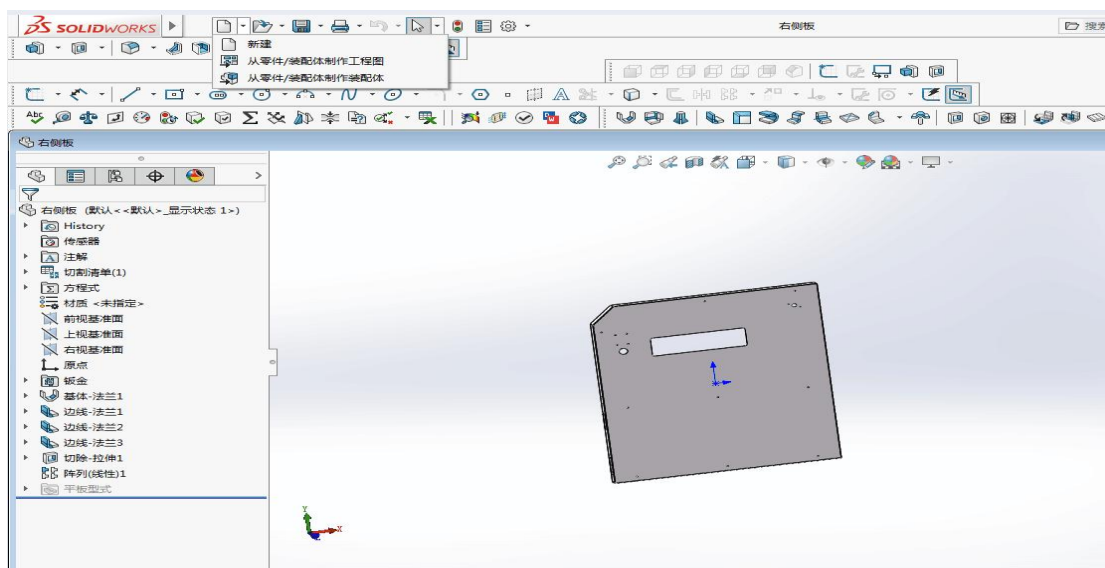 SOLIDWORKS
右侧板
搜索
新建
从零件/装配体制作工程图
从零件/装配体制作装配体
Abc
右侧板
右侧板 (默认<<默认>_显示状态 1>)
History
传感器
注解
切割清单(1)
方程式
材质 <未指定>
前视基准面
上视基准面
右视基准面
原点
钣金
基体-法兰1
边线-法兰1
边线-法兰2
边线-法兰3
切除-拉伸1
阵列(线性)1
平板型式
Y
X